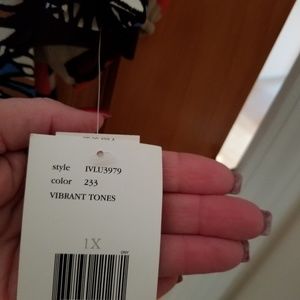 style IVLU3979
color 233
VIBRANT TONES
1X